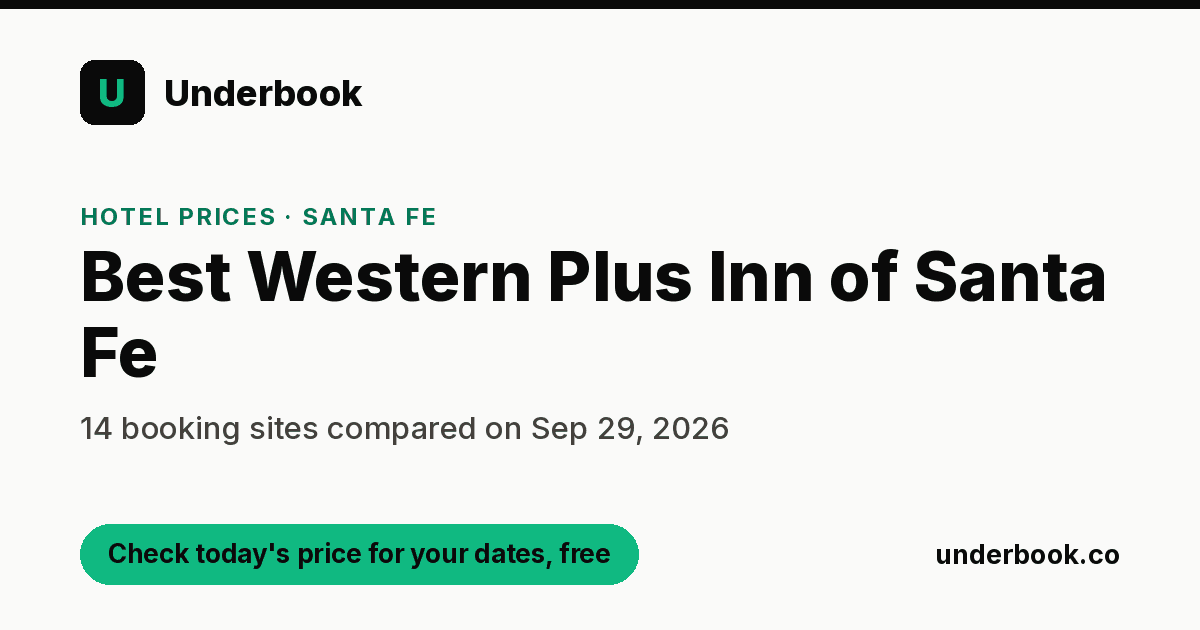 U
Underbook
HOTEL PRICES · SANTA FE
Best Western Plus Inn of Santa
Fe
14 booking sites compared on Sep 29, 2026
Check today's price for your dates, free
underbook.co